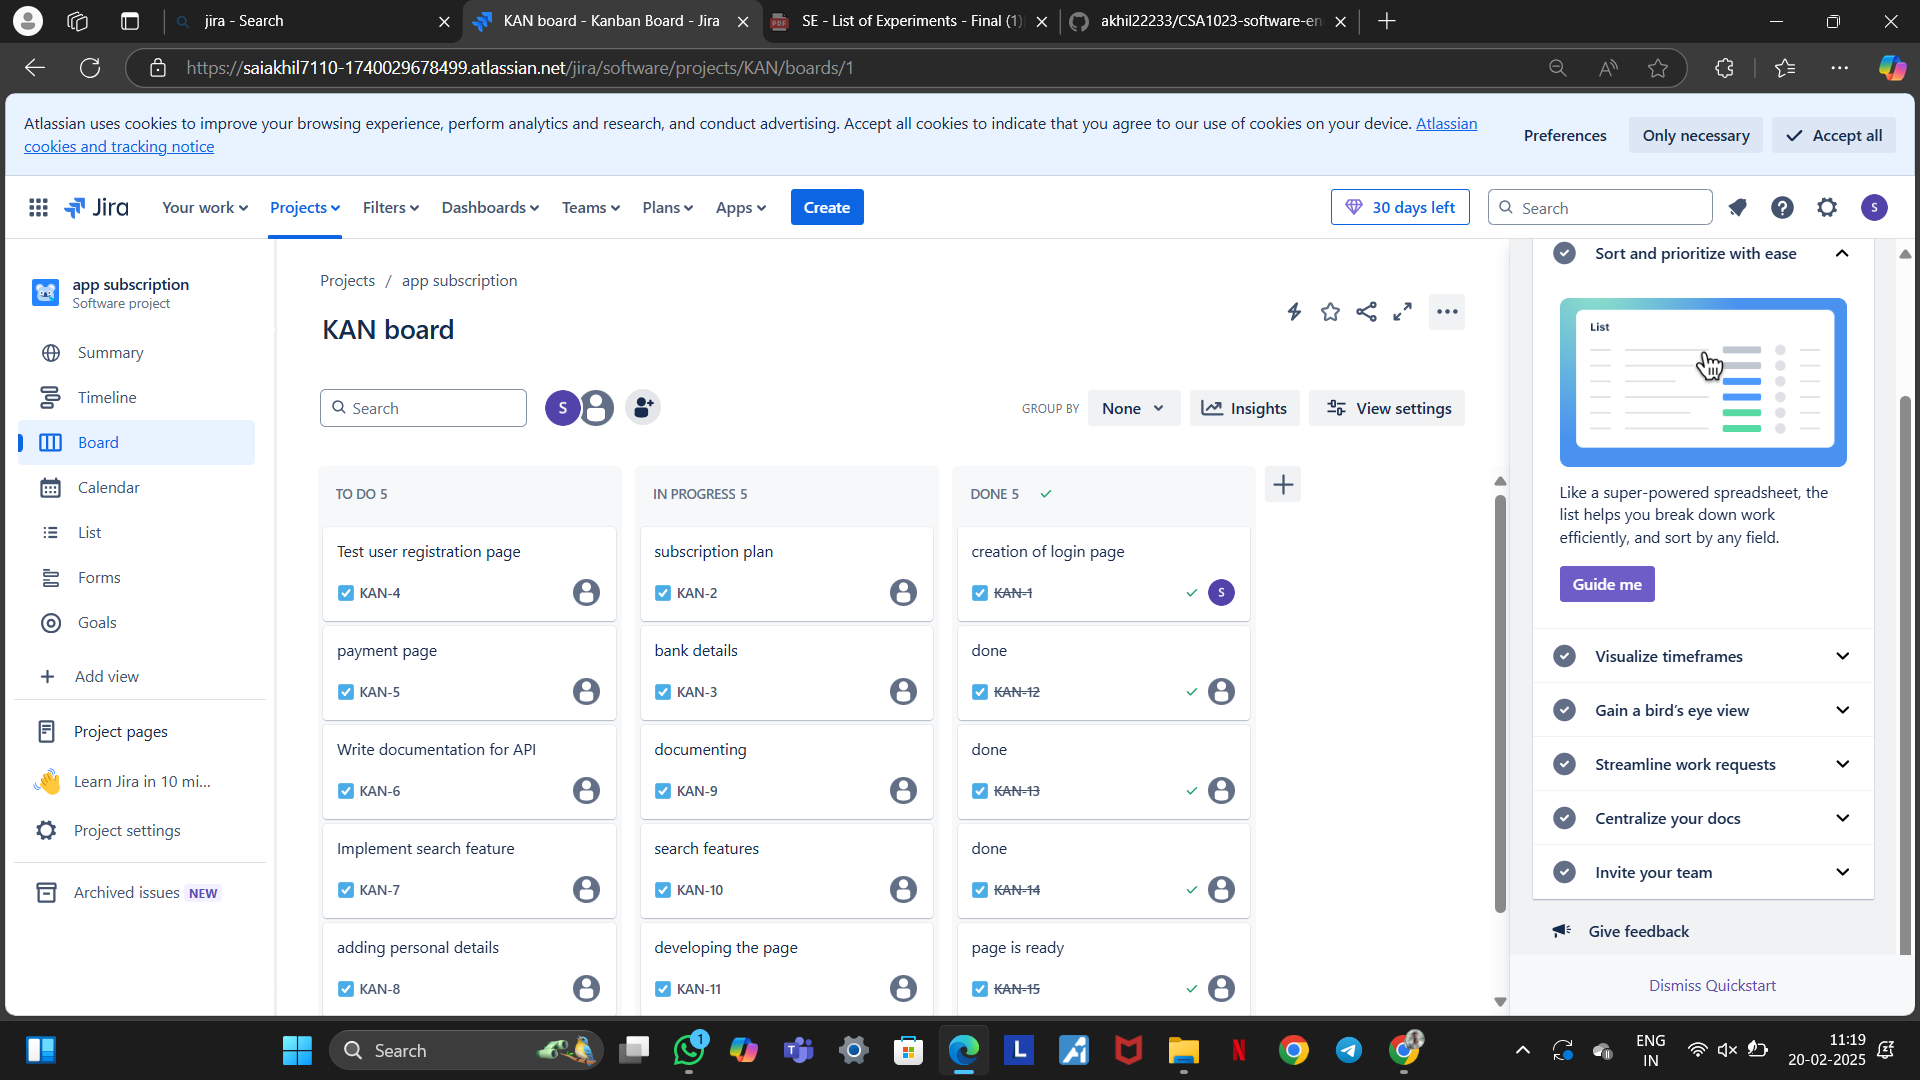 jira - Search
KAN board - Kanban Board - Jira
SE - List of Experiments - Final (1)
akhil22233/CSA1023-software-en
https://saiakhil7110-1740029678499.atlassian.net/jira/software/projects/KAN/boards/1
Atlassian uses cookies to improve your browsing experience, perform analytics and research, and conduct advertising. Accept all cookies to indicate that you agree to our use of cookies on your device. Atlassian
cookies and tracking notice
Preferences
Only necessary
Accept all
Jira
Your work
Projects
Filters
Dashboards
Teams
Plans
Apps
Create
30 days left
Search
S
app subscription
Software project
Summary
Timeline
Board
Calendar
List
Forms
Goals
Add view
Project pages
Learn Jira in 10 mi...
Project settings
Archived issues NEW
Projects / app subscription
KAN board
Search
S
GROUP BY
None
Insights
View settings
TO DO 5
Test user registration page
KAN-4
payment page
KAN-5
Write documentation for API
KAN-6
Implement search feature
KAN-7
adding personal details
KAN-8
IN PROGRESS 5
subscription plan
KAN-2
bank details
KAN-3
documenting
KAN-9
search features
KAN-10
developing the page
KAN-11
DONE 5
creation of login page
KAN-1
S
done
KAN-12
done
KAN-13
done
KAN-14
page is ready
KAN-15
Sort and prioritize with ease
List
Like a super-powered spreadsheet, the
list helps you break down work
efficiently, and sort by any field.
Guide me
Visualize timeframes
Gain a bird's eye view
Streamline work requests
Centralize your docs
Invite your team
Give feedback
Dismiss Quickstart
Search
1
L
N
ENG
IN
11:19
20-02-2025